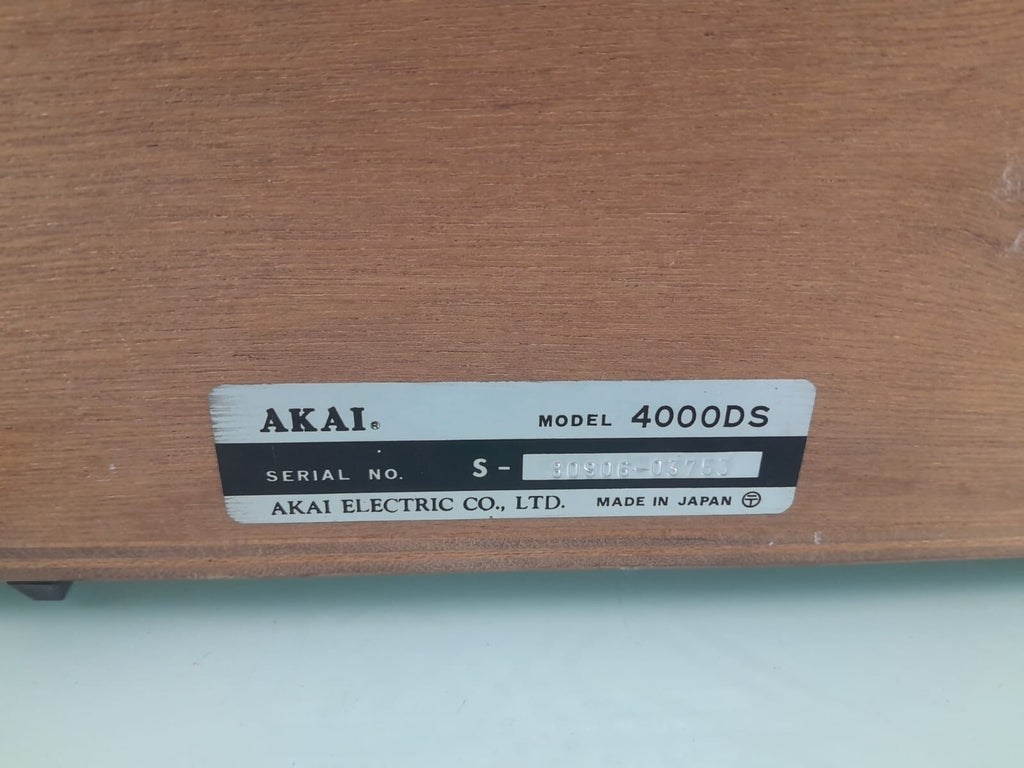 AKAI®
MODEL 4000DS
SERIAL NO. S-
AKAI ELECTRIC CO., LTD. MADE IN JAPAN